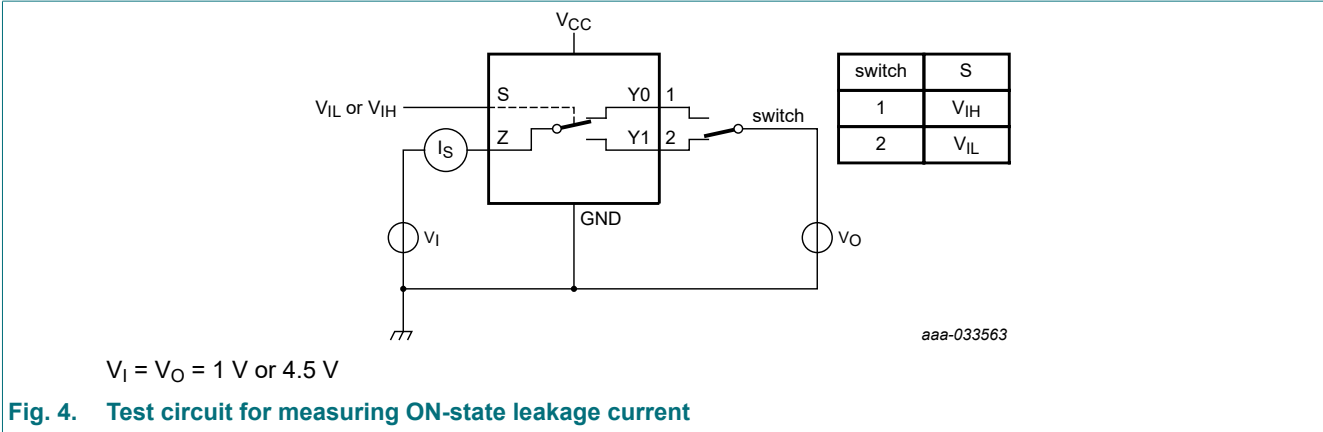 VCC
switch S
S Y0 1
VIL or VIH
switch
1 VIH
IS Z Y1 2
2 VIL
GND
VI VO
aaa-033563
VI = VO = 1 V or 4.5 V
Fig. 4. Test circuit for measuring ON-state leakage current